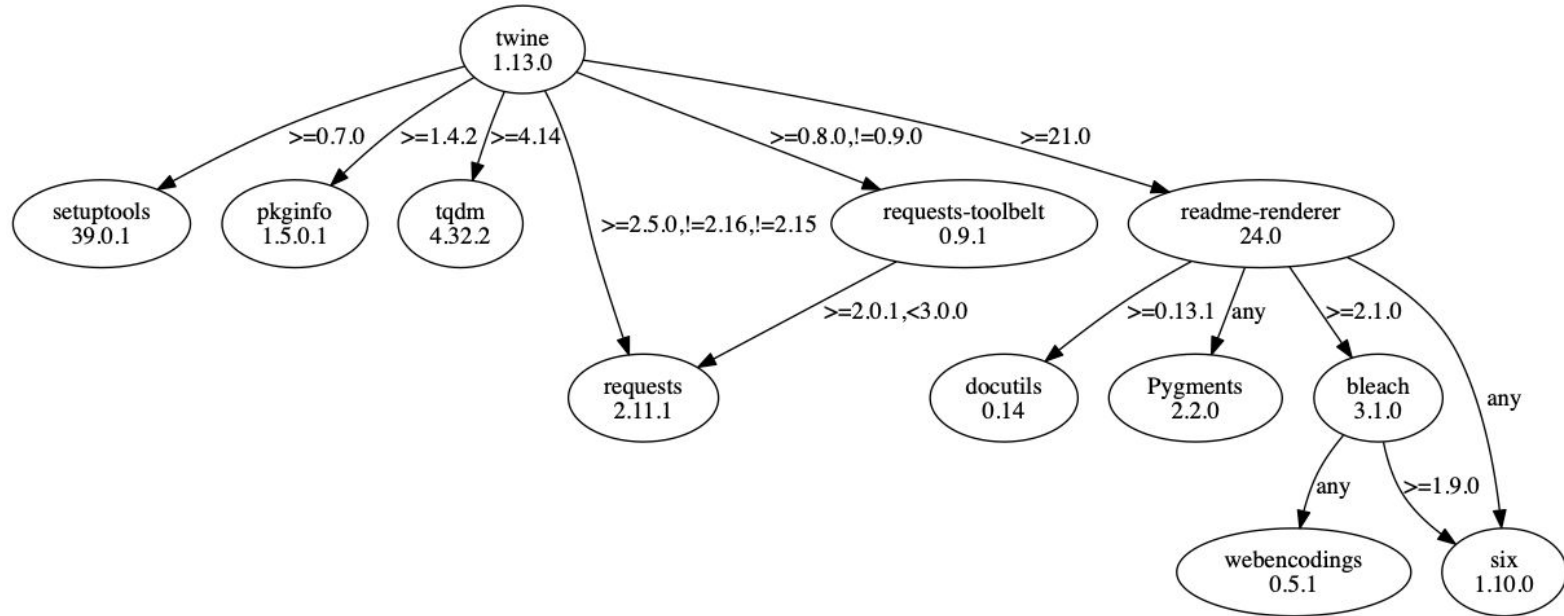 twine
1.13.0
>=0.7.0
>=1.4.2
>=4.14
>=0.8.0,!=0.9.0
>=21.0
setuptools
39.0.1
pkginfo
1.5.0.1
tqdm
4.32.2
>=2.5.0,!=2.16,!=2.15
requests-toolbelt
0.9.1
readme-renderer
24.0
>=2.0.1,<3.0.0
>=0.13.1
any
>=2.1.0
any
requests
2.11.1
docutils
0.14
Pygments
2.2.0
bleach
3.1.0
any
>=1.9.0
webencodings
0.5.1
six
1.10.0